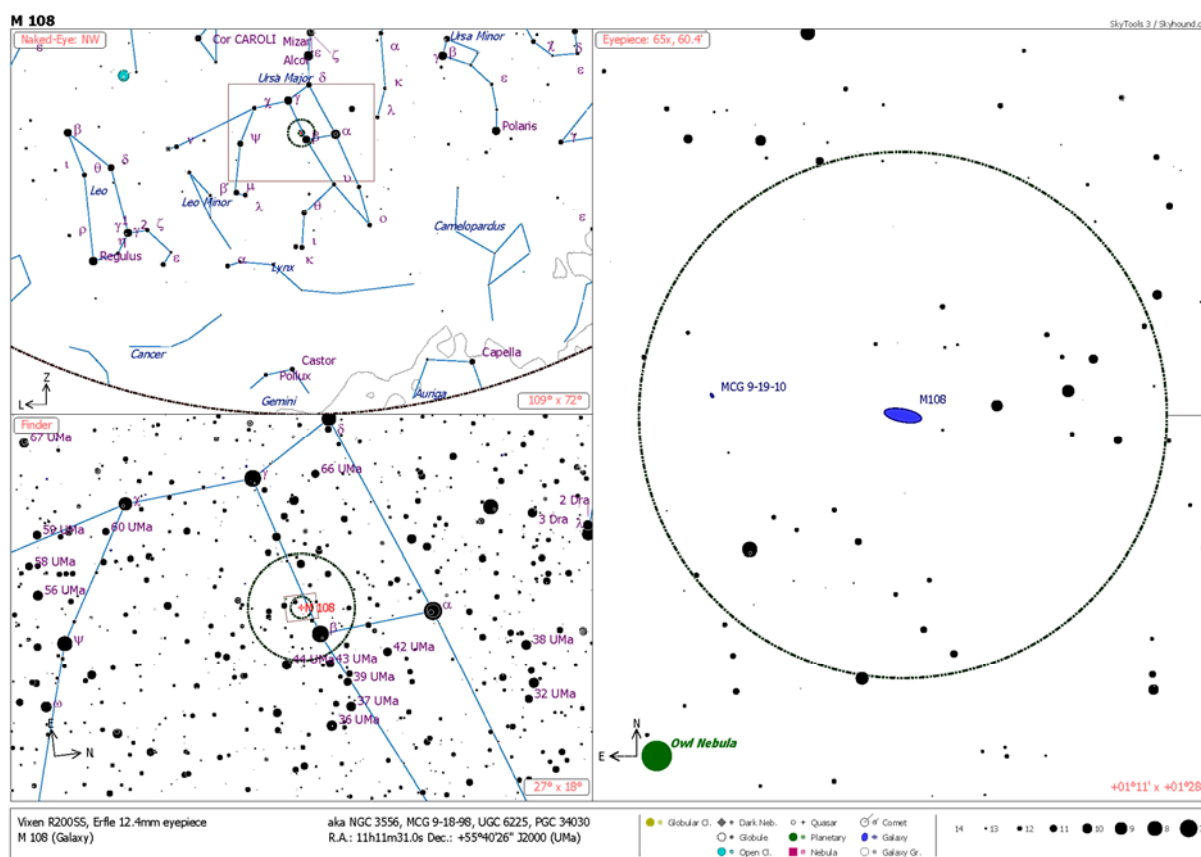 M 108
SkyTools 3 / Skyhound.c
Naked-Eye: NW
Cor CAROLI
Mizar
ζ
Alcor
ε
Ursa Major
δ
α
κ
λ
Ursa Minor
γ
β
ε
ε
Polaris
χ
δ
γ
β
ι
θ
δ
Leo
ρ
γ1
γ2
ζ
η
ε
Regulus
ν
χ
γ
ψ
β
α
β
μ
λ
Leo Minor
θ
υ
ο
ι
κ
α
Lynx
Camelopardus
ε
Cancer
Castor
Pollux
Gemini
Capella
Auriga
Z
L
109° x 72°
Finder
67 UMa
δ
γ
66 UMa
χ
2 Dra
3 Dra
λ
59 UMa
60 UMa
58 UMa
56 UMa
M 108
α
β
ψ
44 UMa
43 UMa
42 UMa
38 UMa
39 UMa
32 UMa
37 UMa
36 UMa
ω
E
N
27° x 18°
Eyepiece: 65x, 60.4'
MCG 9-19-10
M108
N
E
Owl Nebula
+01°11' x +01°28'
Vixen R200SS, Erfle 12.4mm eyepiece
M 108 (Galaxy)
aka NGC 3556, MCG 9-18-98, UGC 6225, PGC 34030
R.A.: 11h11m31.0s Dec.: +55°40'26" J2000 (UMa)
Globular Cl.
Dark Neb.
Quasar
Comet
Globule
Planetary
Galaxy
Open Cl.
Nebula
Galaxy Gr.
14
13
12
11
10
9
8